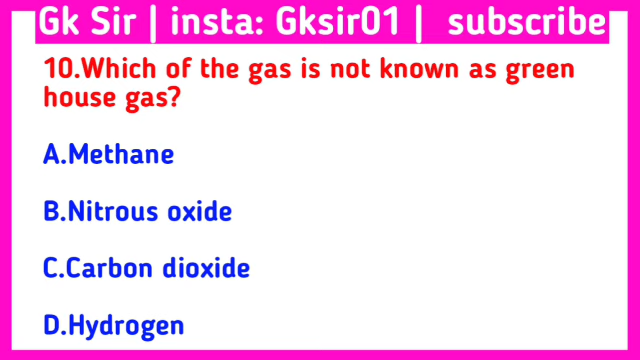 Gk Sir | insta: Gksir01 | subscribe
10.Which of the gas is not known as green
house gas?
A.Methane
B.Nitrous oxide
C.Carbon dioxide
D.Hydrogen